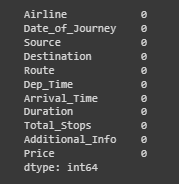 Airline 0
Date_of_Journey 0
Source 0
Destination 0
Route 0
Dep_Time 0
Arrival_Time 0
Duration 0
Total_Stops 0
Additional_Info 0
Price 0
dtype: int64